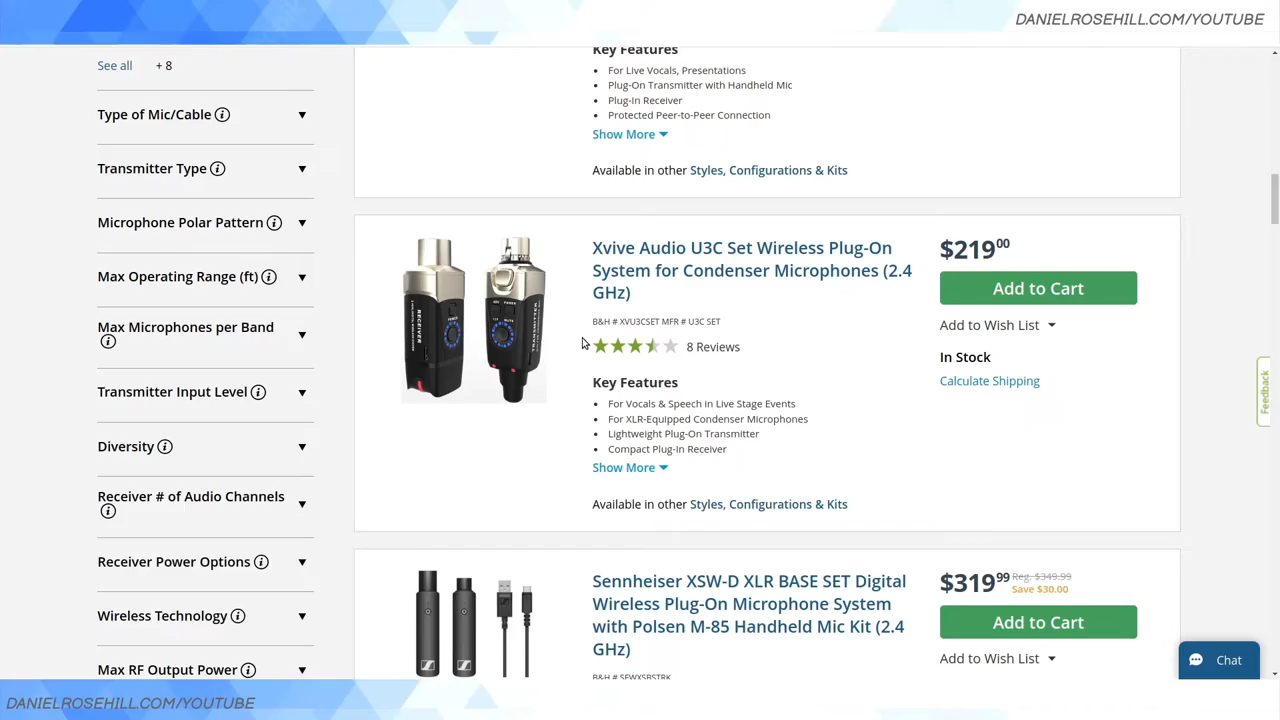 DANIELROSEHILL.COM/YOUTUBE
See all + 8
Type of Mic/Cable
Transmitter Type
Microphone Polar Pattern
Max Operating Range (ft)
Max Microphones per Band
Transmitter Input Level
Diversity
Receiver # of Audio Channels
Receiver Power Options
Wireless Technology
Max RF Output Power
Key Features
For Live Vocals, Presentations
Plug-On Transmitter with Handheld Mic
Plug-In Receiver
Protected Peer-to-Peer Connection
Show More
Available in other Styles, Configurations & Kits
RECEIVER
TRANSMITTER
Xvive Audio U3C Set Wireless Plug-On
System for Condenser Microphones (2.4
GHz)
B&H # XVU3CSET MFR # U3C SET
8 Reviews
Key Features
For Vocals & Speech in Live Stage Events
For XLR-Equipped Condenser Microphones
Lightweight Plug-On Transmitter
Compact Plug-In Receiver
Show More
Available in other Styles, Configurations & Kits
$219.00
Add to Cart
Add to Wish List
In Stock
Calculate Shipping
Sennheiser XSW-D XLR BASE SET Digital
Wireless Plug-On Microphone System
with Polsen M-85 Handheld Mic Kit (2.4
GHz)
B&H # SEWXSBSTRK
$319.99 Reg. $349.99
Save $30.00
Add to Cart
Add to Wish List
Feedback
Chat
DANIELROSEHILL.COM/YOUTUBE